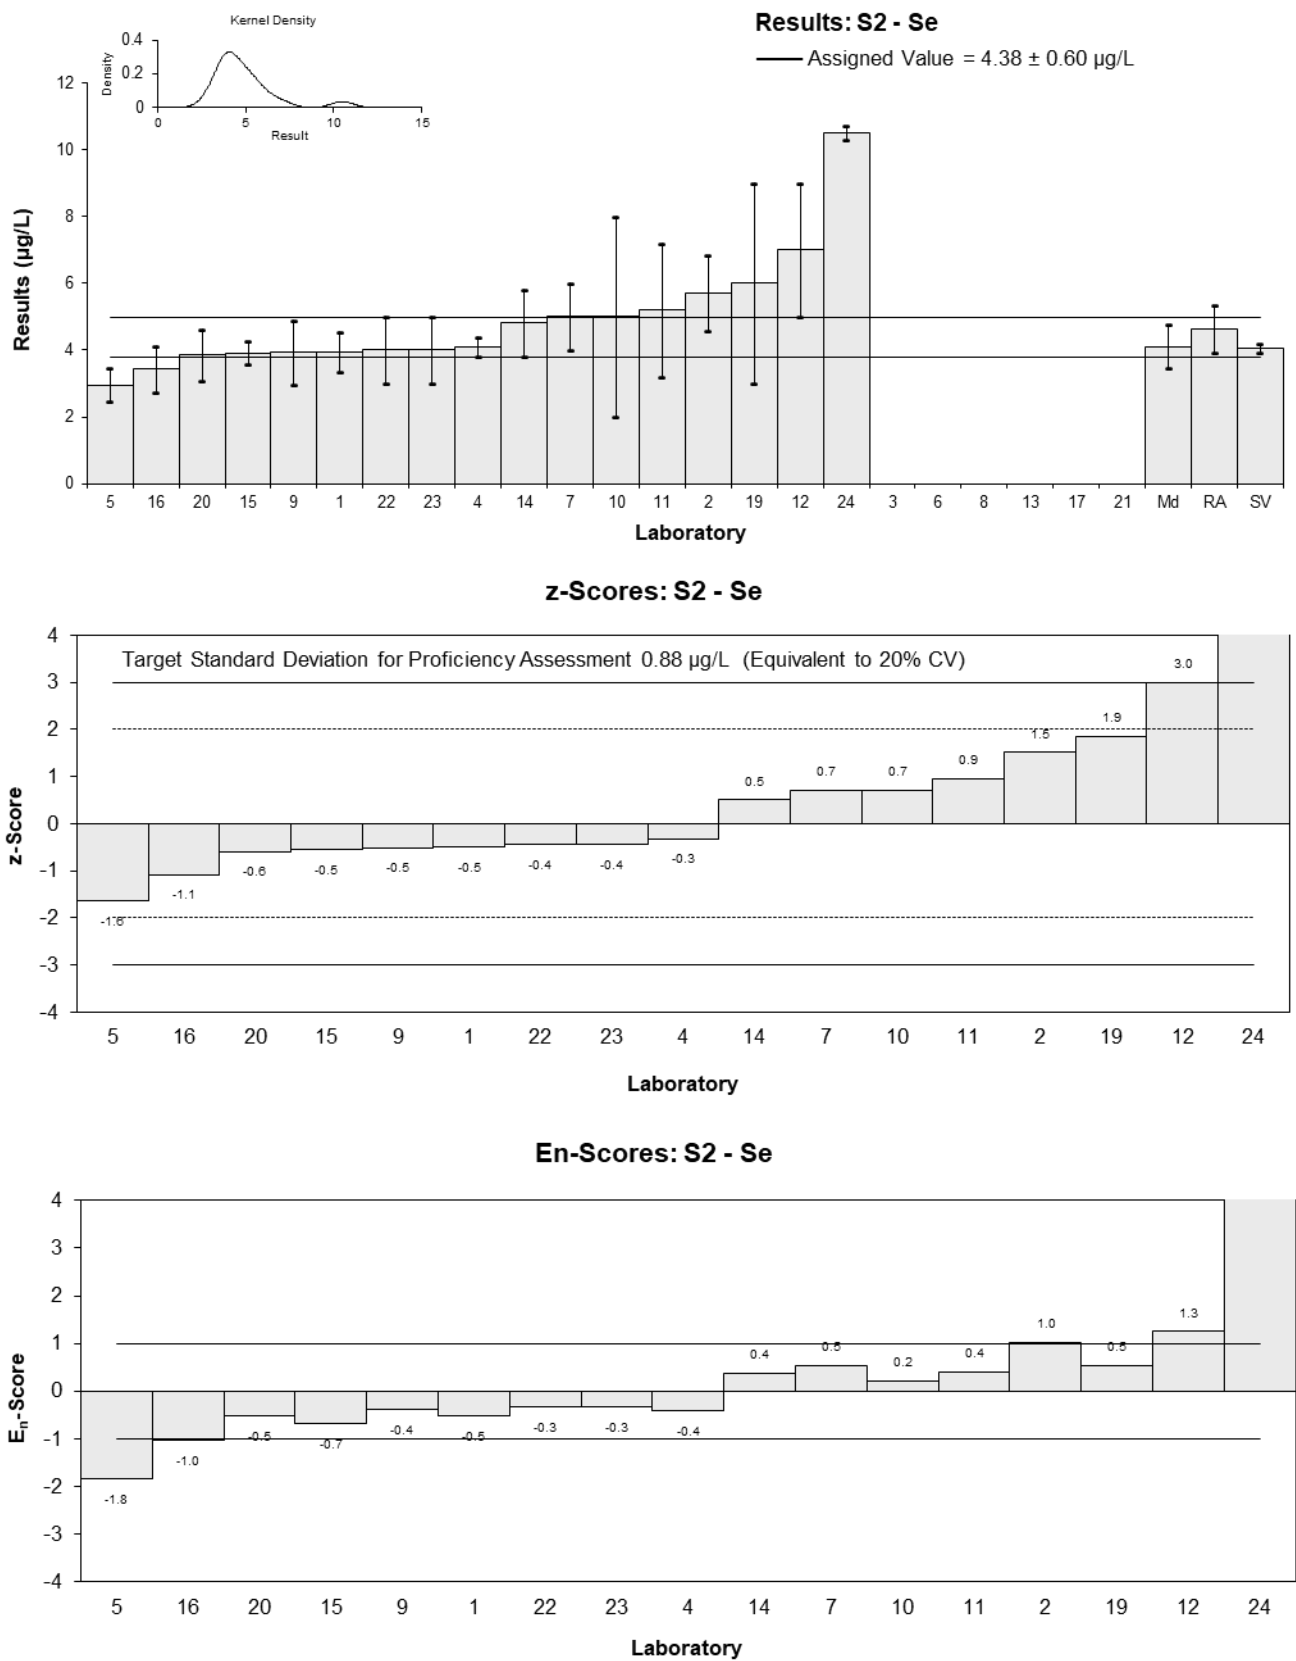 Kernel Density
Results: S2 - Se
Assigned Value = 4.38 ± 0.60 µg/L
Density
0.4
0.2
0
0 5 10 15
Result
Results (µg/L)
12
10
8
6
4
2
0
5 16 20 15 9 1 22 23 4 14 7 10 11 2 19 12 24 3 6 8 13 17 21 Md RA SV
Laboratory
z-Scores: S2 - Se
Target Standard Deviation for Proficiency Assessment 0.88 µg/L (Equivalent to 20% CV)
z-Score
4
3
2
1
0
-1
-2
-3
-4
-1.6 -1.1 -0.6 -0.5 -0.5 -0.5 -0.4 -0.4 -0.3 0.5 0.7 0.7 0.9 1.5 1.9 3.0
5 16 20 15 9 1 22 23 4 14 7 10 11 2 19 12 24
Laboratory
En-Scores: S2 - Se
En-Score
4
3
2
1
0
-1
-2
-3
-4
-1.8 -1.0 -0.5 -0.7 -0.4 -0.5 -0.3 -0.3 -0.4 0.4 0.5 0.2 0.4 1.0 0.5 1.3
5 16 20 15 9 1 22 23 4 14 7 10 11 2 19 12 24
Laboratory